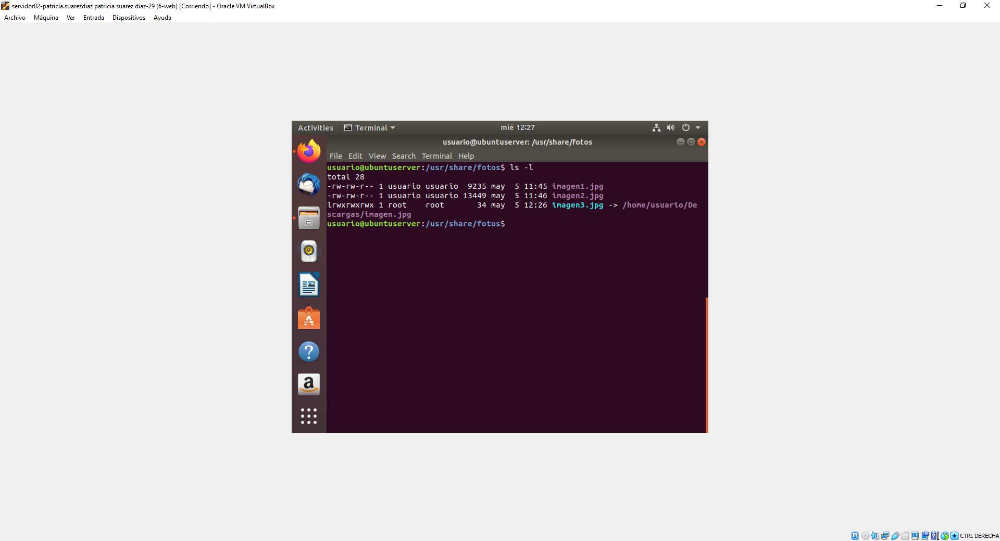 servidor02-patricia.suarezdiaz patricia suarez diaz-29 (6-web) [Corriendo] - Oracle VM VirtualBox
Archivo Máquina Ver Entrada Dispositivos Ayuda
Activities Terminal mié 12:27
usuario@ubuntuserver: /usr/share/fotos
File Edit View Search Terminal Help
usuario@ubuntuserver:/usr/share/fotos$ ls -l
total 28
-rw-rw-r-- 1 usuario usuario  9235 may  5 11:45 imagen1.jpg
-rw-rw-r-- 1 usuario usuario 13449 may  5 11:46 imagen2.jpg
lrwxrwxrwx 1 root    root       34 may  5 12:26 imagen3.jpg -> /home/usuario/De
scargas/imagen.jpg
usuario@ubuntuserver:/usr/share/fotos$
CTRL DERECHA